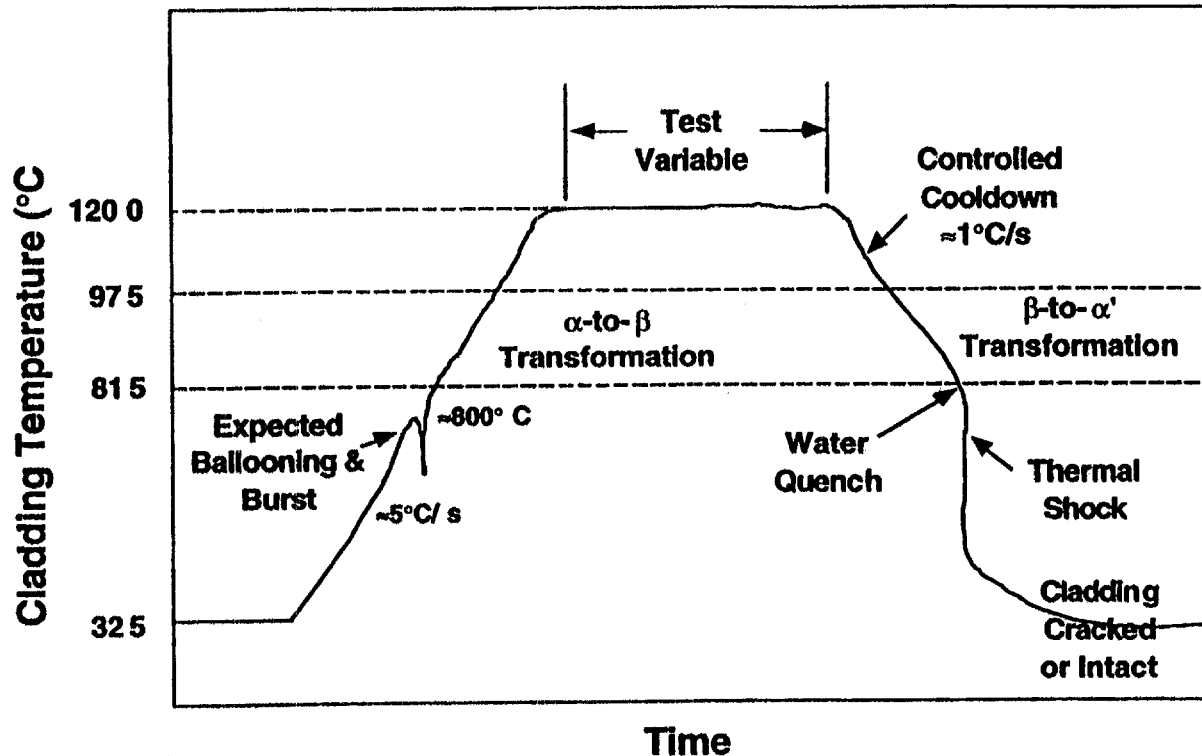 Cladding Temperature (°C
120 0
97 5
81 5
32 5
Test
Variable
Controlled
Cooldown
≈1°C/s
α-to-β
Transformation
β-to-α'
Transformation
Expected
Ballooning &
Burst
≈800° C
≈5°C/ s
Water
Quench
Thermal
Shock
Cladding
Cracked
or Intact
Time